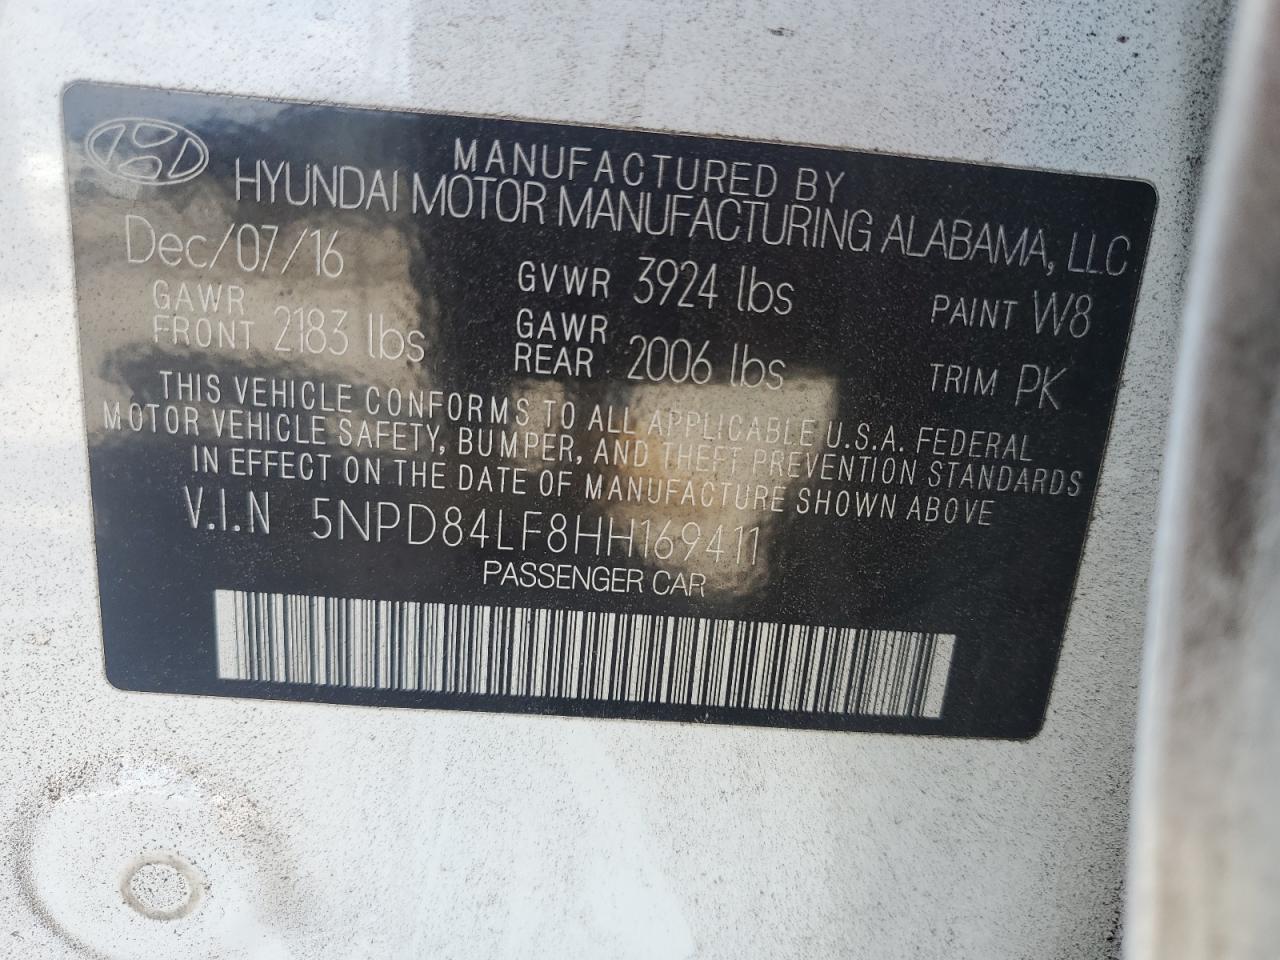 MANUFACTURED BY
HYUNDAI MOTOR MANUFACTURING ALABAMA, LLC
Dec/07/16
GVWR 3924 lbs
PAINT W8
GAWR FRONT 2183 lbs
GAWR REAR 2006 lbs
TRIM PK
THIS VEHICLE CONFORMS TO ALL APPLICABLE U.S.A. FEDERAL
MOTOR VEHICLE SAFETY, BUMPER, AND THEFT PREVENTION STANDARDS
IN EFFECT ON THE DATE OF MANUFACTURE SHOWN ABOVE
V.I.N 5NPD84LF8HH169411
PASSENGER CAR